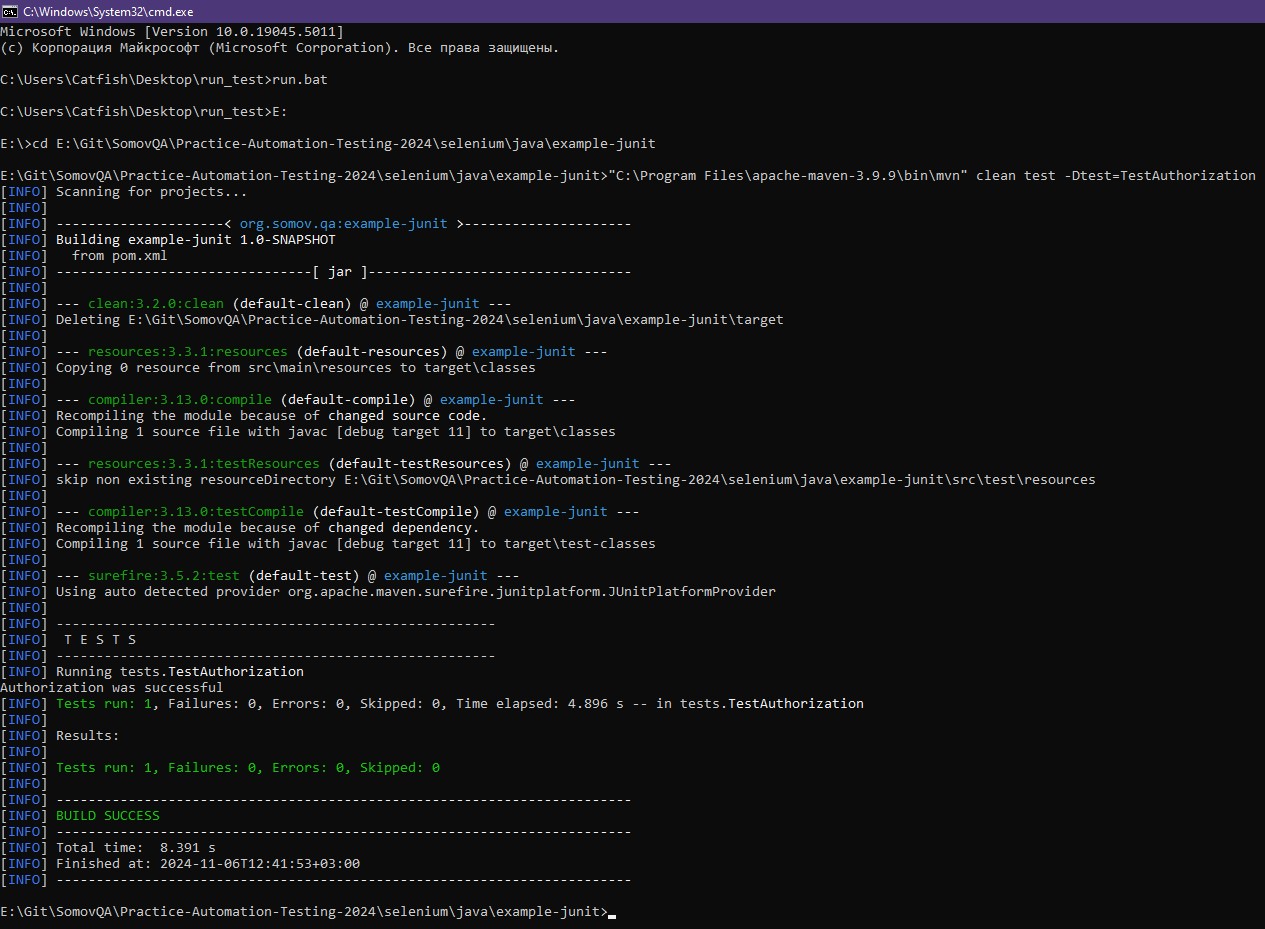 C:\Windows\System32\cmd.exe
Microsoft Windows [Version 10.0.19045.5011]
(c) Корпорация Майкрософт (Microsoft Corporation). Все права защищены.
C:\Users\Catfish\Desktop\run_test>run.bat
C:\Users\Catfish\Desktop\run_test>E:
E:\>cd E:\Git\SomovQA\Practice-Automation-Testing-2024\selenium\java\example-junit
E:\Git\SomovQA\Practice-Automation-Testing-2024\selenium\java\example-junit>"C:\Program Files\apache-maven-3.9.9\bin\mvn" clean test -Dtest=TestAuthorization
[INFO] Scanning for projects...
[INFO]
[INFO] ---------------------< org.somov.qa:example-junit >---------------------
[INFO] Building example-junit 1.0-SNAPSHOT
[INFO]   from pom.xml
[INFO] --------------------------------[ jar ]---------------------------------
[INFO]
[INFO] --- clean:3.2.0:clean (default-clean) @ example-junit ---
[INFO] Deleting E:\Git\SomovQA\Practice-Automation-Testing-2024\selenium\java\example-junit\target
[INFO]
[INFO] --- resources:3.3.1:resources (default-resources) @ example-junit ---
[INFO] Copying 0 resource from src\main\resources to target\classes
[INFO]
[INFO] --- compiler:3.13.0:compile (default-compile) @ example-junit ---
[INFO] Recompiling the module because of changed source code.
[INFO] Compiling 1 source file with javac [debug target 11] to target\classes
[INFO]
[INFO] --- resources:3.3.1:testResources (default-testResources) @ example-junit ---
[INFO] skip non existing resourceDirectory E:\Git\SomovQA\Practice-Automation-Testing-2024\selenium\java\example-junit\src\test\resources
[INFO]
[INFO] --- compiler:3.13.0:testCompile (default-testCompile) @ example-junit ---
[INFO] Recompiling the module because of changed dependency.
[INFO] Compiling 1 source file with javac [debug target 11] to target\test-classes
[INFO]
[INFO] --- surefire:3.5.2:test (default-test) @ example-junit ---
[INFO] Using auto detected provider org.apache.maven.surefire.junitplatform.JUnitPlatformProvider
[INFO]
[INFO] -------------------------------------------------------
[INFO]  T E S T S
[INFO] -------------------------------------------------------
[INFO] Running tests.TestAuthorization
Authorization was successful
[INFO] Tests run: 1, Failures: 0, Errors: 0, Skipped: 0, Time elapsed: 4.896 s -- in tests.TestAuthorization
[INFO]
[INFO] Results:
[INFO]
[INFO] Tests run: 1, Failures: 0, Errors: 0, Skipped: 0
[INFO]
[INFO] ------------------------------------------------------------------------
[INFO] BUILD SUCCESS
[INFO] ------------------------------------------------------------------------
[INFO] Total time:  8.391 s
[INFO] Finished at: 2024-11-06T12:41:53+03:00
[INFO] ------------------------------------------------------------------------
E:\Git\SomovQA\Practice-Automation-Testing-2024\selenium\java\example-junit>